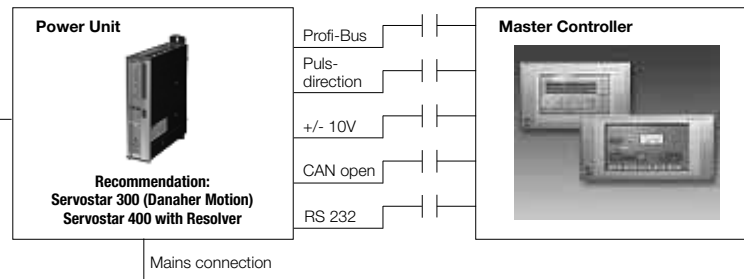 Power Unit
Recommendation:
Servostar 300 (Danaher Motion)
Servostar 400 with Resolver
Profi-Bus
Puls-
direction
+/- 10V
CAN open
RS 232
Master Controller
Mains connection